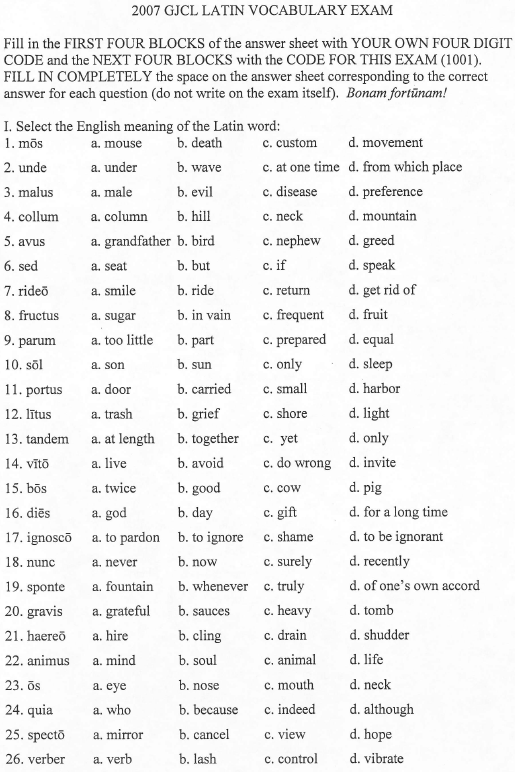 2007 GJCL LATIN VOCABULARY EXAM
Fill in the FIRST FOUR BLOCKS of the answer sheet with YOUR OWN FOUR DIGIT
CODE and the NEXT FOUR BLOCKS with the CODE FOR THIS EXAM (1001).
FILL IN COMPLETELY the space on the answer sheet corresponding to the correct
answer for each question (do not write on the exam itself). Bonam fortūnam!
I. Select the English meaning of the Latin word:
1. mōs a. mouse b. death c. custom d. movement
2. unde a. under b. wave c. at one time d. from which place
3. malus a. male b. evil c. disease d. preference
4. collum a. column b. hill c. neck d. mountain
5. avus a. grandfather b. bird c. nephew d. greed
6. sed a. seat b. but c. if d. speak
7. rideō a. smile b. ride c. return d. get rid of
8. fructus a. sugar b. in vain c. frequent d. fruit
9. parum a. too little b. part c. prepared d. equal
10. sōl a. son b. sun c. only d. sleep
11. portus a. door b. carried c. small d. harbor
12. lītus a. trash b. grief c. shore d. light
13. tandem a. at length b. together c. yet d. only
14. vītō a. live b. avoid c. do wrong d. invite
15. bōs a. twice b. good c. cow d. pig
16. diēs a. god b. day c. gift d. for a long time
17. ignoscō a. to pardon b. to ignore c. shame d. to be ignorant
18. nunc a. never b. now c. surely d. recently
19. sponte a. fountain b. whenever c. truly d. of one's own accord
20. gravis a. grateful b. sauces c. heavy d. tomb
21. haereō a. hire b. cling c. drain d. shudder
22. animus a. mind b. soul c. animal d. life
23. ōs a. eye b. nose c. mouth d. neck
24. quia a. who b. because c. indeed d. although
25. spectō a. mirror b. cancel c. view d. hope
26. verber a. verb b. lash c. control d. vibrate